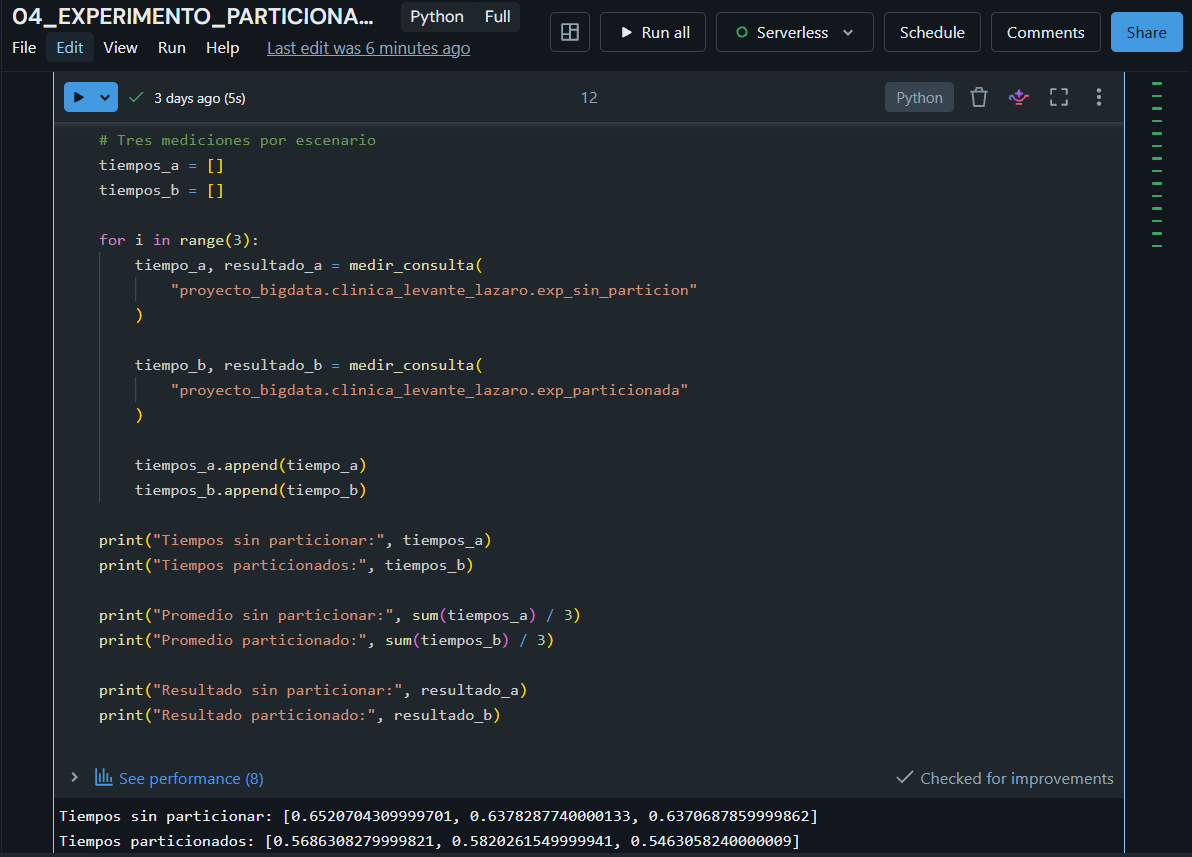 04_EXPERIMENTO_PARTICIONA... Python Full
File Edit View Run Help Last edit was 6 minutes ago
Run all Serverless Schedule Comments Share
3 days ago (5s) 12 Python
# Tres mediciones por escenario
tiempos_a = []
tiempos_b = []
for i in range(3):
tiempo_a, resultado_a = medir_consulta(
"proyecto_bigdata.clinica_levante_lazaro.exp_sin_particion"
)
tiempo_b, resultado_b = medir_consulta(
"proyecto_bigdata.clinica_levante_lazaro.exp_particionada"
)
tiempos_a.append(tiempo_a)
tiempos_b.append(tiempo_b)
print("Tiempos sin particionar:", tiempos_a)
print("Tiempos particionados:", tiempos_b)
print("Promedio sin particionar:", sum(tiempos_a) / 3)
print("Promedio particionado:", sum(tiempos_b) / 3)
print("Resultado sin particionar:", resultado_a)
print("Resultado particionado:", resultado_b)
See performance (8) Checked for improvements
Tiempos sin particionar: [0.6520704309999701, 0.6378287740000133, 0.6370687859999862]
Tiempos particionados: [0.5686308279999821, 0.5820261549999941, 0.5463058240000009]